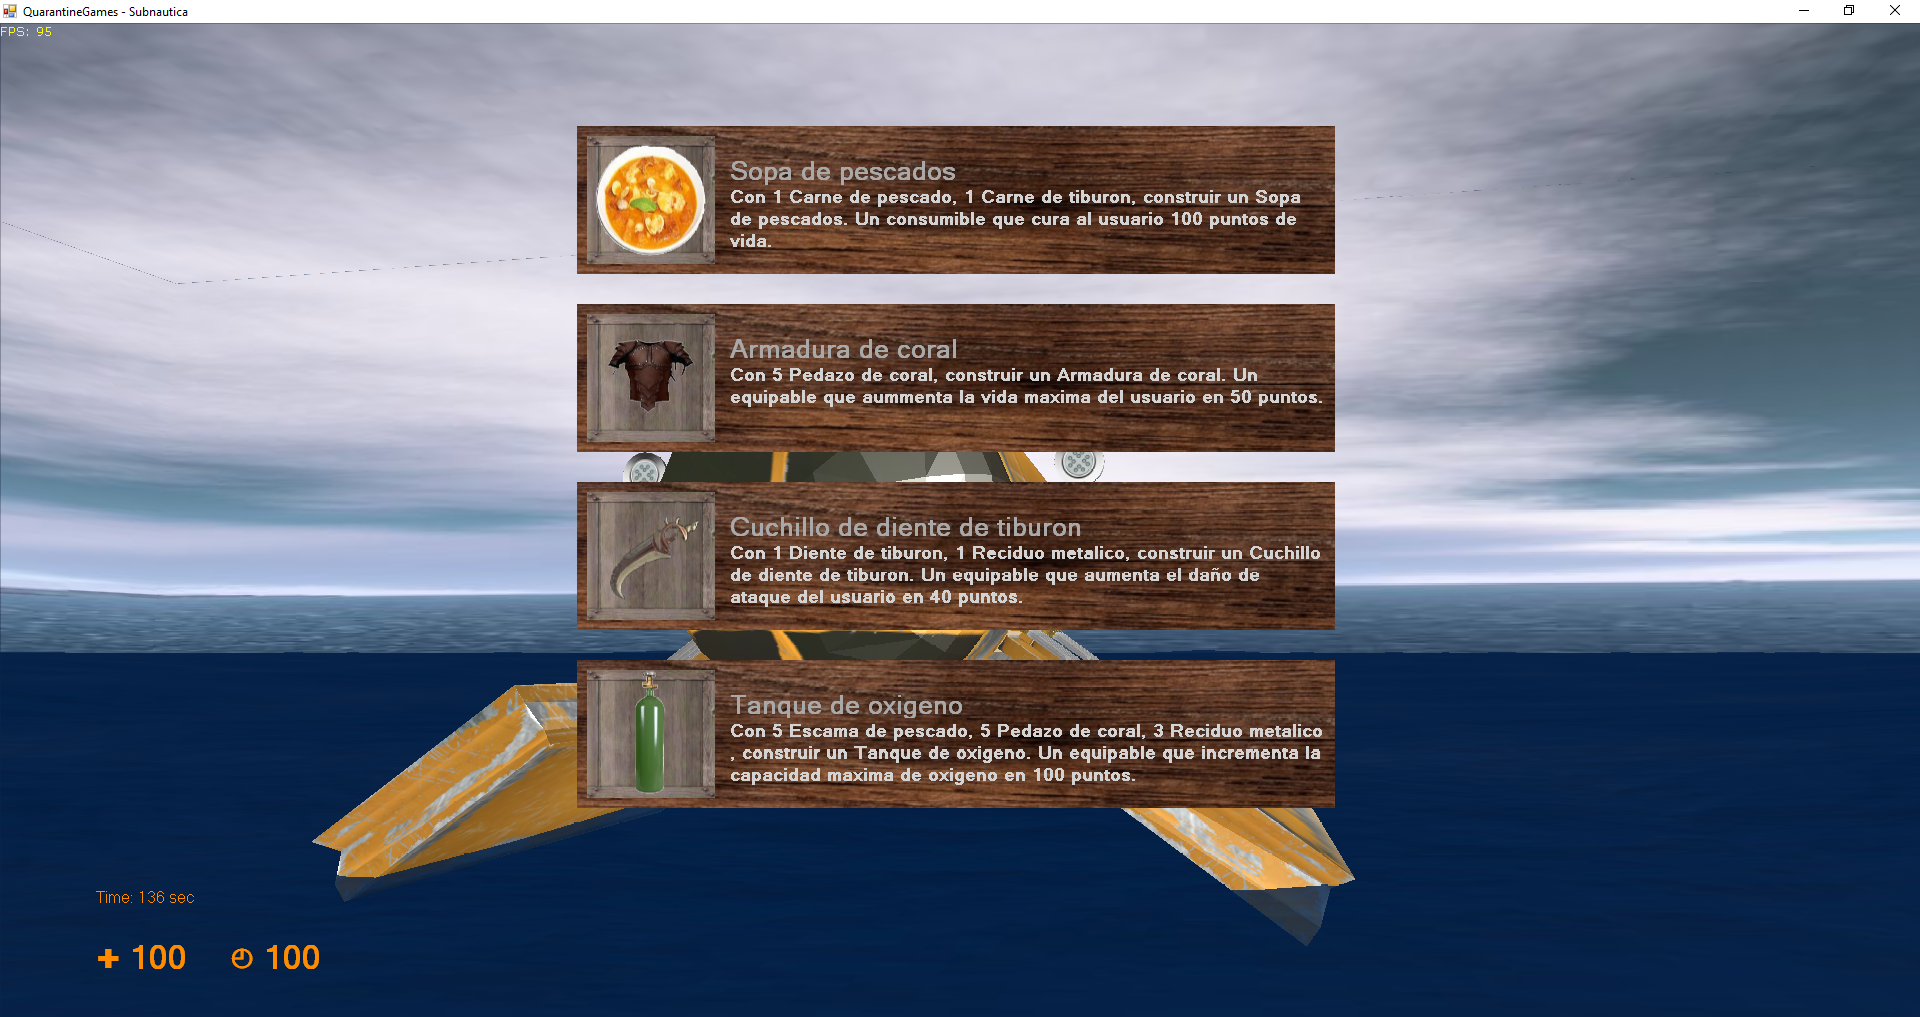 QuarantineGames - Subnautica
FPS: 95
Sopa de pescados
Con 1 Carne de pescado, 1 Carne de tiburon, construir un Sopa
de pescados. Un consumible que cura al usuario 100 puntos de
vida.
Armadura de coral
Con 5 Pedazo de coral, construir un Armadura de coral. Un
equipable que aummenta la vida maxima del usuario en 50 puntos.
Cuchillo de diente de tiburon
Con 1 Diente de tiburon, 1 Reciduo metalico, construir un Cuchillo
de diente de tiburon. Un equipable que aumenta el daño de
ataque del usuario en 40 puntos.
Tanque de oxigeno
Con 5 Escama de pescado, 5 Pedazo de coral, 3 Reciduo metalico
, construir un Tanque de oxigeno. Un equipable que incrementa la
capacidad maxima de oxigeno en 100 puntos.
Time: 136 sec
100 100